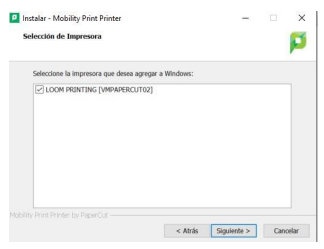 Instalar - Mobility Print Printer
Selección de Impresora
Seleccione la impresora que desea agregar a Windows:
LOOM PRINTING [VMPAPERCUT02]
Mobility Print Printer by PaperCut
< Atrás
Siguiente >
Cancelar